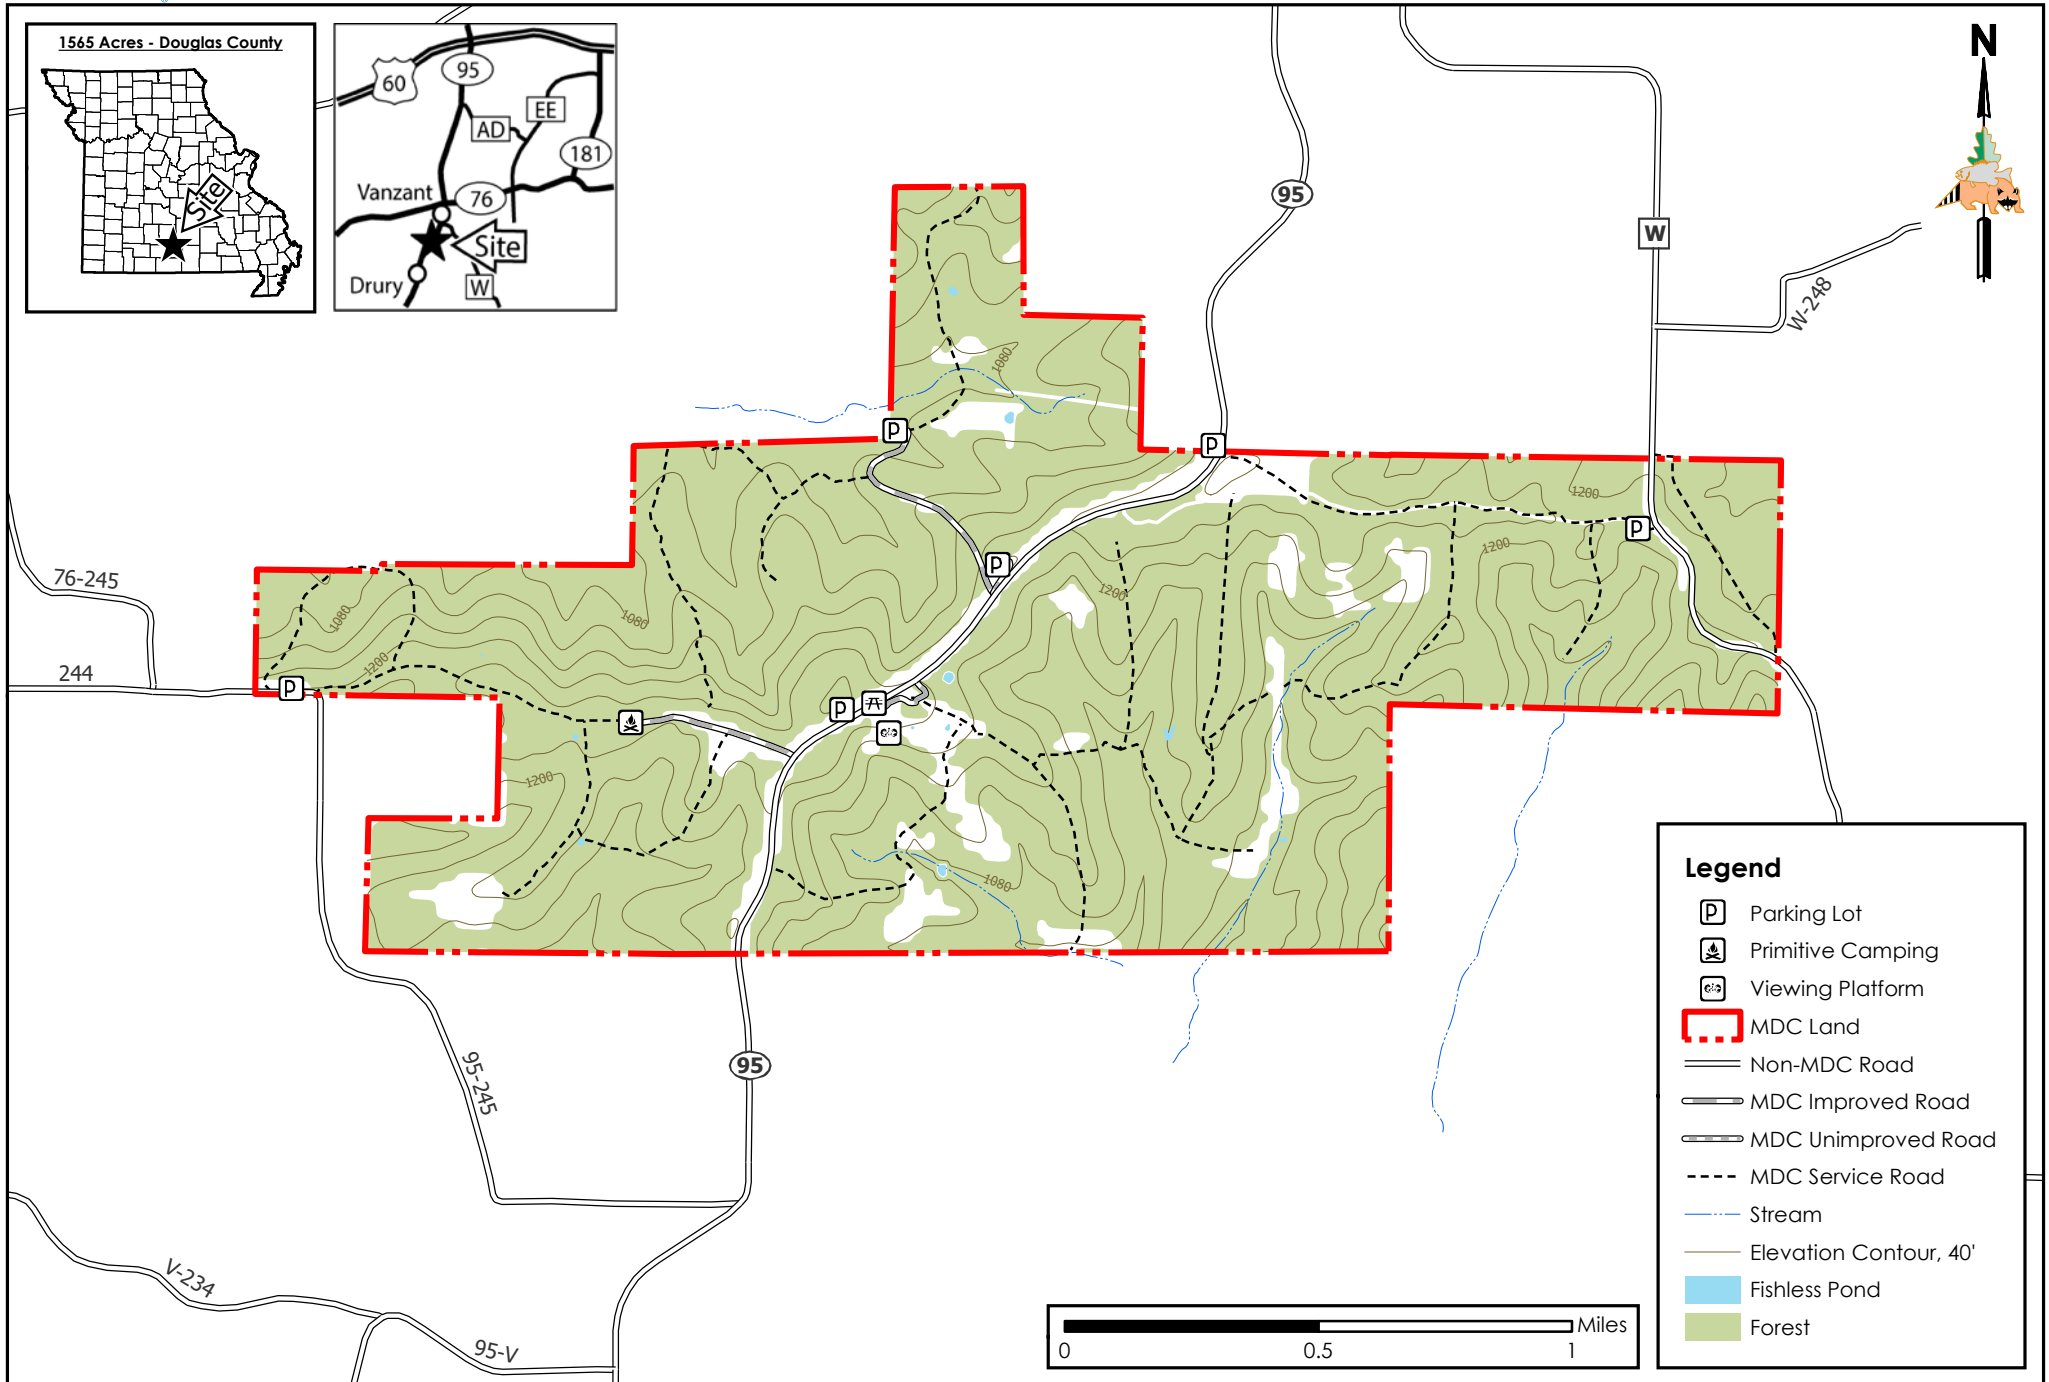 1565 Acres - Douglas County
Site
60
95
EE
AD
181
Vanzant
76
Site
Drury
W
N
95
W
W-248
1080
P
P
1200
P
1200
P
76-245
1080
1080
1200
1200
244
P
P
1200
1080
95
95-245
V-234
95-V
Legend
P Parking Lot
Primitive Camping
Viewing Platform
MDC Land
Non-MDC Road
MDC Improved Road
MDC Unimproved Road
MDC Service Road
Stream
Elevation Contour, 40'
Fishless Pond
Forest
Miles
0 0.5 1